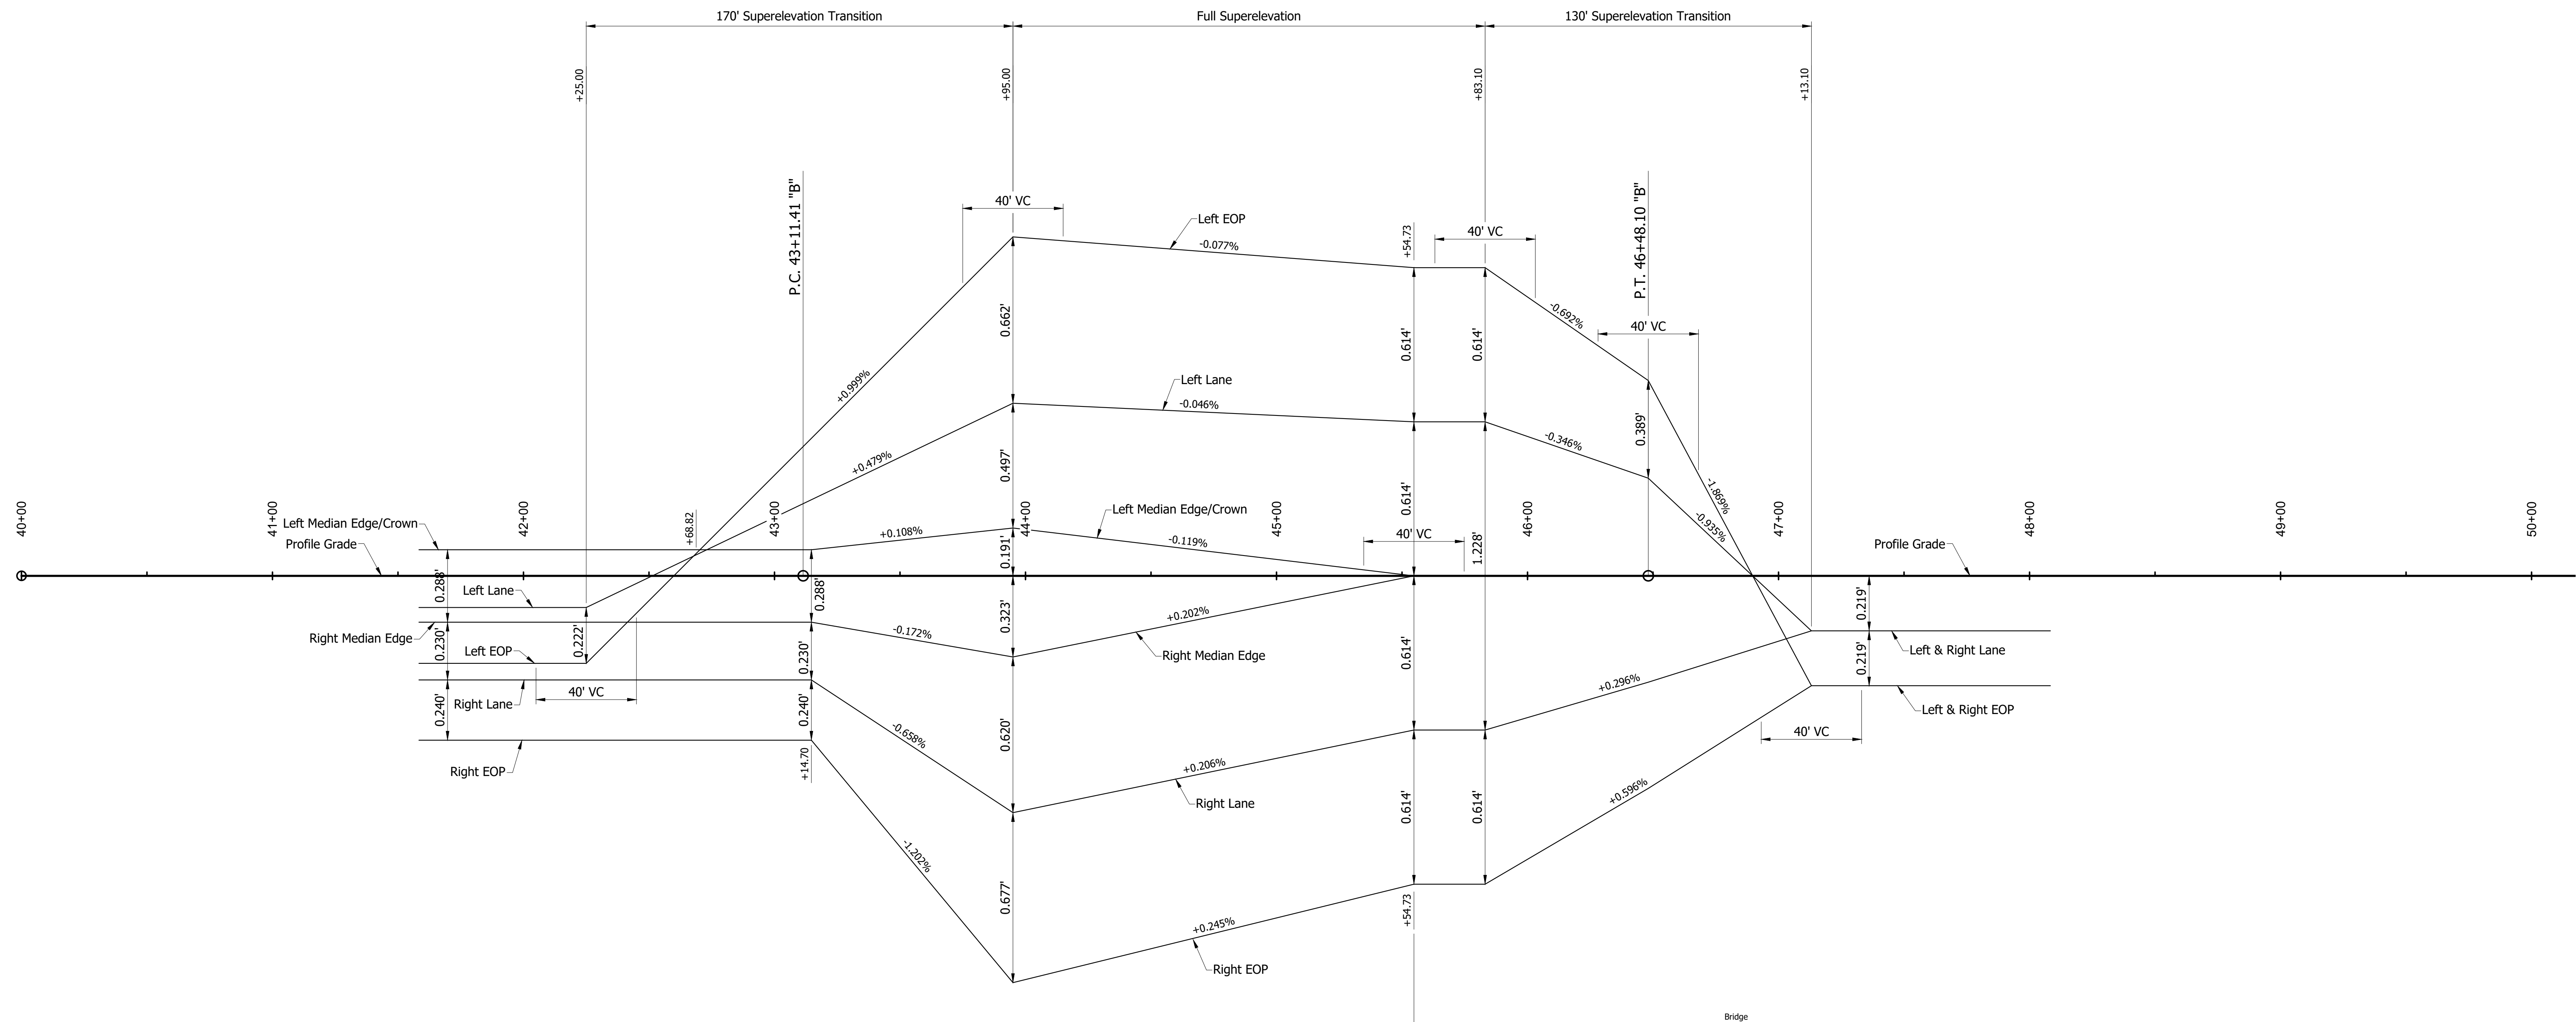 170' Superelevation Transition
Full Superelevation
130' Superelevation Transition
+25.00
+95.00
+83.10
+13.10
P.C. 43+11.41 "B"
P.T. 46+48.10 "B"
40' VC
Left EOP
-0.077%
+54.73
40' VC
-0.692%
40' VC
+0.999%
0.662'
0.614'
0.614'
Left Lane
-0.046%
0.389'
-0.346%
+0.479%
0.497'
0.614'
1.228'
-1.869%
-0.935%
40+00
41+00
42+00
43+00
44+00
45+00
46+00
47+00
48+00
49+00
50+00
Left Median Edge/Crown
Profile Grade
+68.82
+0.108%
0.191'
Left Median Edge/Crown
-0.119%
40' VC
Profile Grade
0.288'
Left Lane
0.288'
0.323'
+0.202%
0.219'
Right Median Edge
0.230'
0.222'
-0.172%
0.230'
Right Median Edge
0.614'
Left & Right Lane
0.219'
Left EOP
40' VC
Right Lane
0.240'
0.240'
+0.296%
Left & Right EOP
40' VC
-0.658%
0.620'
+0.206%
Right Lane
Right EOP
+14.70
+0.596%
0.614'
0.614'
-1.202%
0.677'
+0.245%
+54.73
Right EOP
Bridge